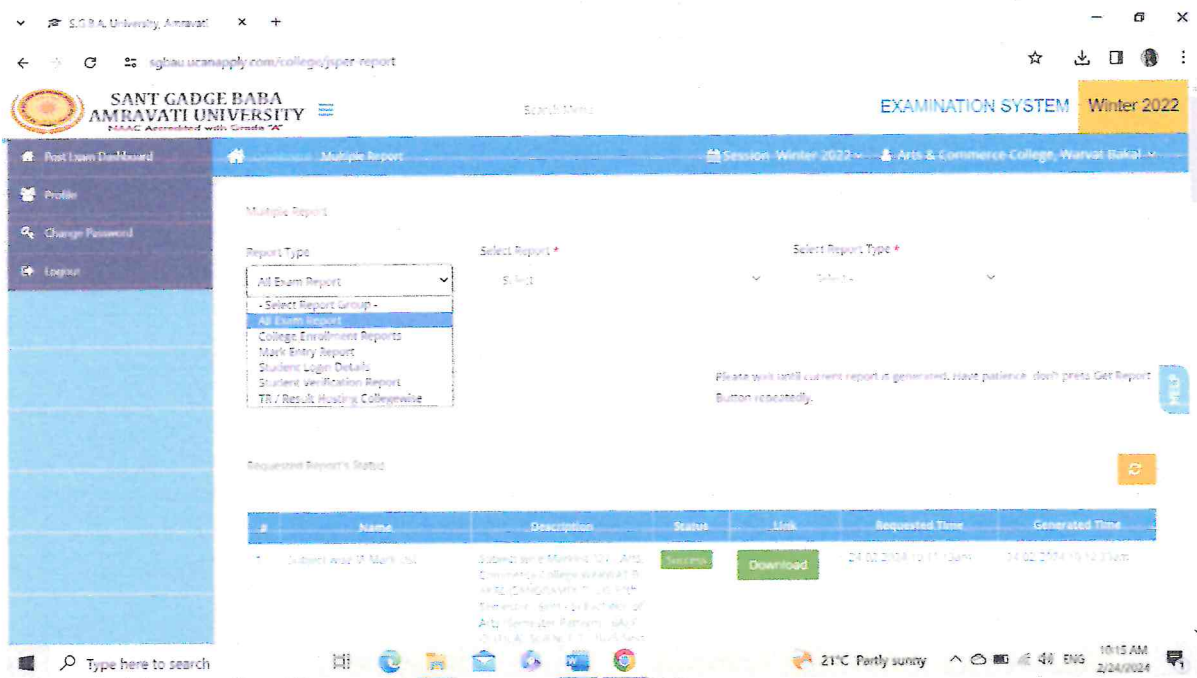 S.G.B.A. University, Amravati
sgbau.ucanapply.com/college/jsper-report
SANT GADGE BABA
AMRAVATI UNIVERSITY
NAAC Accredited with Grade "A"
Search Menu
EXAMINATION SYSTEM - Winter 2022
Post Exam Dashboard
Multiple Report
Session Winter 2022
Arts & Commerce College, Warvat Bakal
Profile
Change Password
Logout
Multiple Report
Report Type
Select Report *
Select Report Type *
All Exam Report
Select
Select
- Select Report Group -
All Exam Report
College Enrollment Reports
Mark Entry Report
Student Login Details
Student Verification Report
TR / Result Hosting Collegewise
Please wait until current report is generated. Have patience, don't press Get Report
Button repeatedly.
HELP
Requested Report's Status
# Name Description Status Link Requested Time Generated Time
Success
Download
Type here to search
21°C Partly sunny
ENG
10:15 AM
2/24/2024